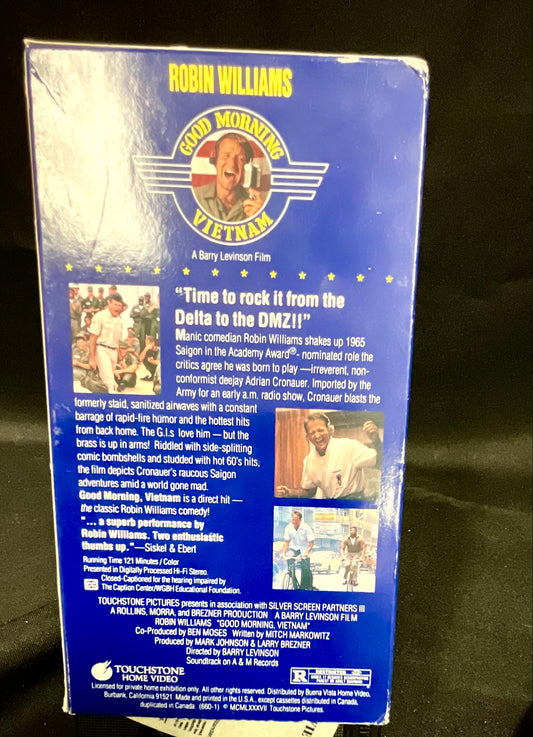 ROBIN WILLIAMS
GOOD MORNING
VIETNAM
A Barry Levinson Film
“Time to rock it from the
Delta to the DMZ!!”
Manic comedian Robin Williams shakes up 1965
Saigon in the Academy Award®- nominated role the
critics agree he was born to play —irreverent, non-
conformist deejay Adrian Cronauer. Imported by the
Army for an early a.m. radio show, Cronauer blasts the
formerly staid, sanitized airwaves with a constant
barrage of rapid-fire humor and the hottest hits
from back home. The G.I.s love him — but the
brass is up in arms! Riddled with side-splitting
comic bombshells and studded with hot 60's hits,
the film depicts Cronauer's raucous Saigon
adventures amid a world gone mad.
Good Morning, Vietnam is a direct hit —
the classic Robin Williams comedy!
“... a superb performance by
Robin Williams. Two enthusiastic
thumbs up.”—Siskel & Ebert
Running Time 121 Minutes / Color
Presented in Digitally Processed Hi-Fi Stereo.
Closed-Captioned for the hearing impaired by
The Caption Center/WGBH Educational Foundation.
TOUCHSTONE PICTURES presents in association with SILVER SCREEN PARTNERS III
A ROLLINS, MORRA, and BREZNER PRODUCTION A BARRY LEVINSON FILM
ROBIN WILLIAMS "GOOD MORNING, VIETNAM"
Co-Produced by BEN MOSES Written by MITCH MARKOWITZ
Produced by MARK JOHNSON & LARRY BREZNER
Directed by BARRY LEVINSON
Soundtrack on A & M Records
TOUCHSTONE
HOME VIDEO
R RESTRICTED
Licensed for private home exhibition only. All other rights reserved. Distributed by Buena Vista Home Video,
Burbank, California 91521 Made and printed in the U.S.A., except cassettes distributed in Canada,
duplicated in Canada (660-1) © MCMLXXXVII Touchstone Pictures.